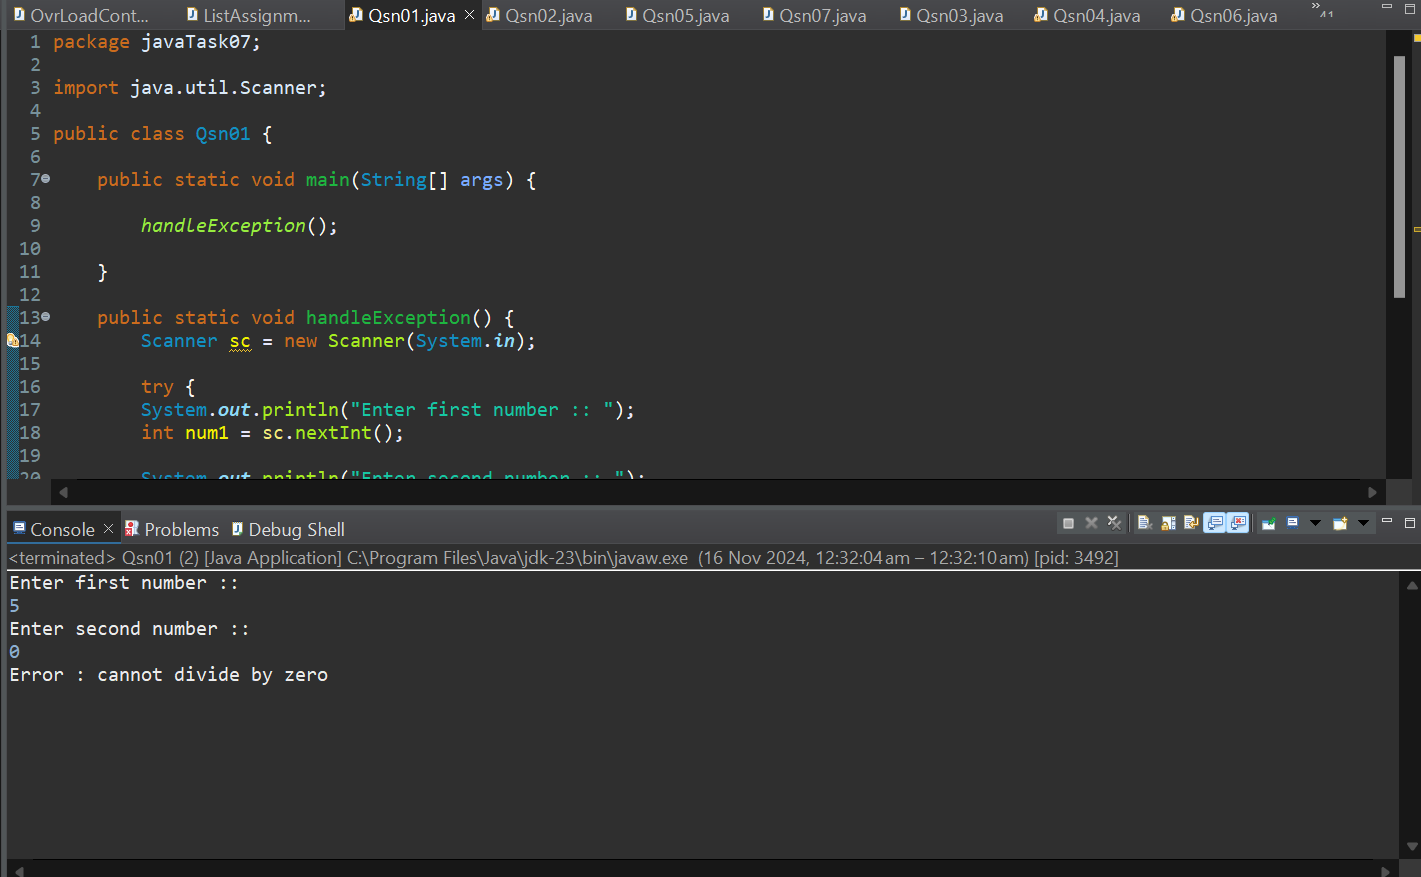 OvrLoadCont... ListAssignm... Qsn01.java Qsn02.java Qsn05.java Qsn07.java Qsn03.java Qsn04.java Qsn06.java »41
1 package javaTask07;
2
3 import java.util.Scanner;
4
5 public class Qsn01 {
6
7 public static void main(String[] args) {
8
9 handleException();
10
11 }
12
13 public static void handleException() {
14 Scanner sc = new Scanner(System.in);
15
16 try {
17 System.out.println("Enter first number :: ");
18 int num1 = sc.nextInt();
19
20 System.out.println("Enter second number :: ");
Console Problems Debug Shell
<terminated> Qsn01 (2) [Java Application] C:\Program Files\Java\jdk-23\bin\javaw.exe (16 Nov 2024, 12:32:04 am – 12:32:10 am) [pid: 3492]
Enter first number ::
5
Enter second number ::
0
Error : cannot divide by zero